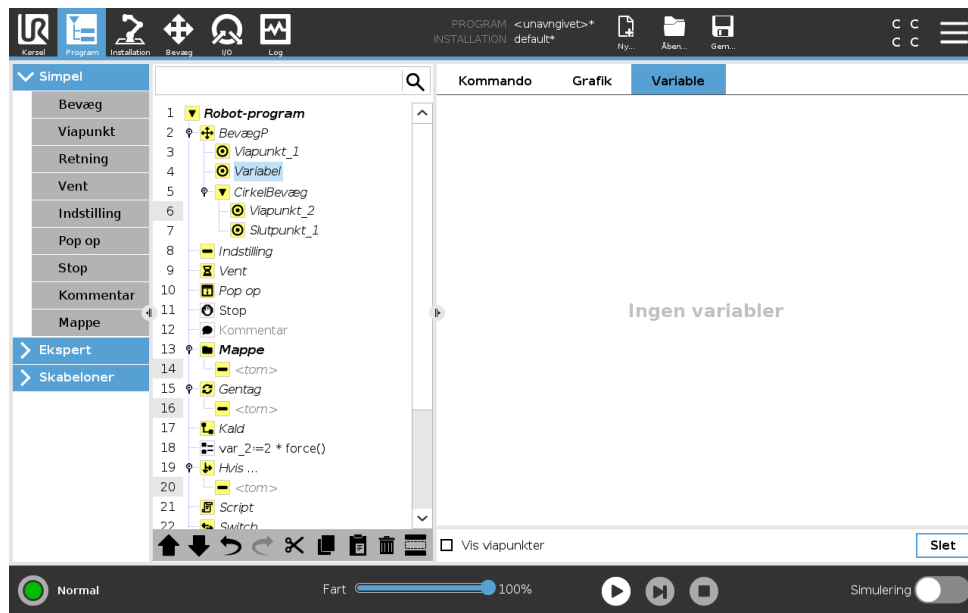 PROGRAM <unavngivet>*
INSTALLATION default*
Kørsel Program Installation Bevæg I/O Log Ny... Åben... Gem...
C C
C C
Simpel
Bevæg
Viapunkt
Retning
Vent
Indstilling
Pop op
Stop
Kommentar
Mappe
Ekspert
Skabeloner
1 Robot-program
2 BevægP
3 Viapunkt_1
4 Variabel
5 CirkelBevæg
6 Viapunkt_2
7 Slutpunkt_1
8 Indstilling
9 Vent
10 Pop op
11 Stop
12 Kommentar
13 Mappe
14 <tom>
15 Gentag
16 <tom>
17 Kald
18 var_2:=2 * force()
19 Hvis ...
20 <tom>
21 Script
22 Switch
Kommando Grafik Variable
Ingen variabler
Vis viapunkter Slet
Normal Fart 100% Simulering